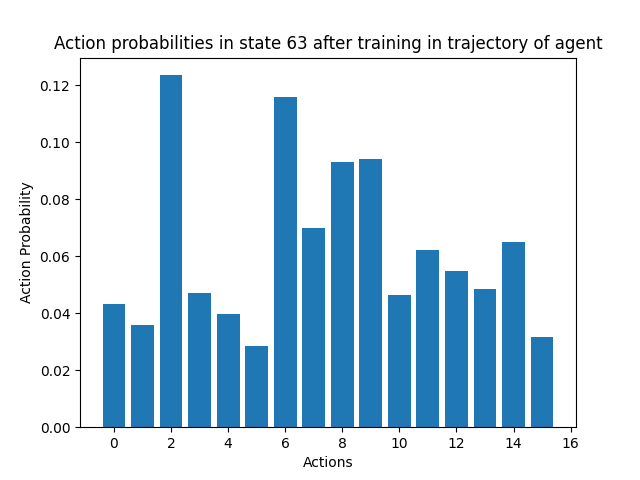 Action probabilities in state 63 after training in trajectory of agent
0.12
0.10
0.08
0.06
0.04
0.02
0.00
Action Probability
0 2 4 6 8 10 12 14 16
Actions